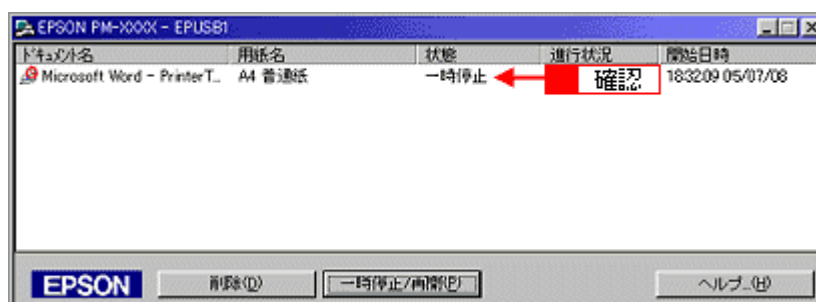 EPSON PM-XXXX - EPUSB1
ドキュメント名 用紙名 状態 進行状況 開始日時
Microsoft Word - PrinterT... A4 普通紙 一時停止 確認 18:32:09 05/07/08
EPSON 削除(D) 一時停止/再開(P) ヘルプ...(H)